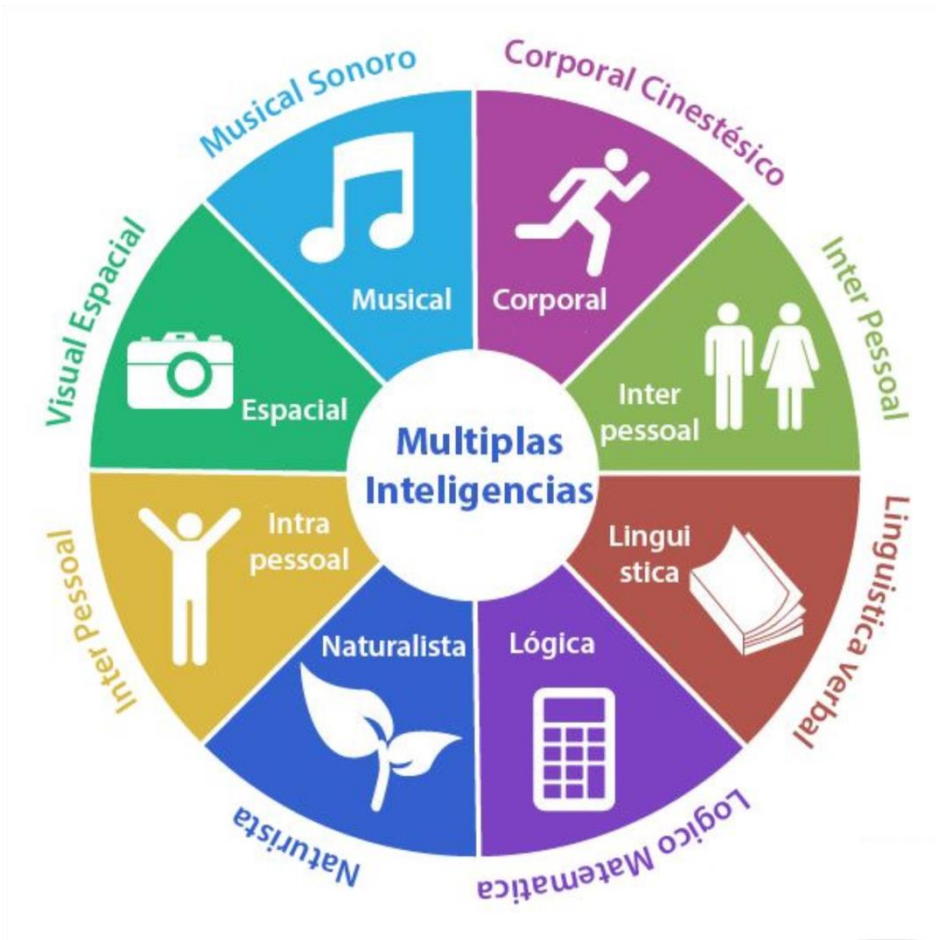 Musical Sonoro
Corporal Cinestésico
Inter Pessoal
Linguistica verbal
Logico Matematica
Naturista
Inter Pessoal
Visual Espacial
Musical
Corporal
Inter
pessoal
Lingui
stica
Lógica
Naturalista
Intra
pessoal
Espacial
Multiplas
Inteligencias